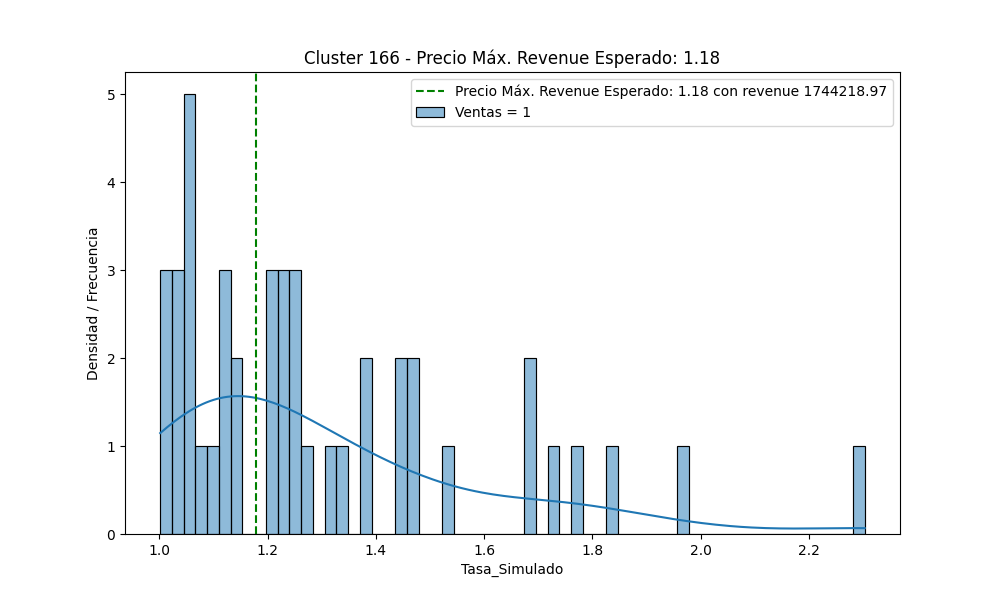 Cluster 166 - Precio Máx. Revenue Esperado: 1.18
Precio Máx. Revenue Esperado: 1.18 con revenue 1744218.97
Ventas = 1
Densidad / Frecuencia
5
4
3
2
1
0
1.0 1.2 1.4 1.6 1.8 2.0 2.2
Tasa_Simulado